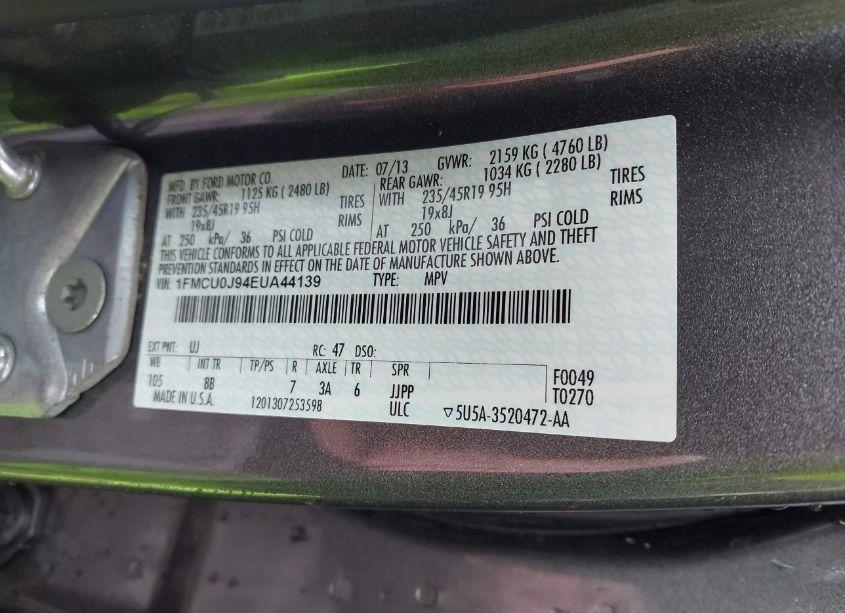 MFD. BY FORD MOTOR CO. DATE: 07/13 GVWR: 2159 KG ( 4760 LB)
FRONT GAWR: 1125 KG ( 2480 LB) REAR GAWR: 1034 KG ( 2280 LB)
WITH 235/45R19 95H TIRES WITH 235/45R19 95H TIRES
19x8J RIMS 19x8J RIMS
AT 250 kPa/ 36 PSI COLD AT 250 kPa/ 36 PSI COLD
THIS VEHICLE CONFORMS TO ALL APPLICABLE FEDERAL MOTOR VEHICLE SAFETY AND THEFT
PREVENTION STANDARDS IN EFFECT ON THE DATE OF MANUFACTURE SHOWN ABOVE.
VIN: 1FMCU0J94EUA44139 TYPE: MPV
EXT PNT: UJ RC: 47 DSO:
WB INT TR TP/PS R AXLE TR SPR F0049
1D5 8B 7 3A 6 JJPP T0270
MADE IN U.S.A. 1201307253598 ULC ▽5U5A-3520472-AA